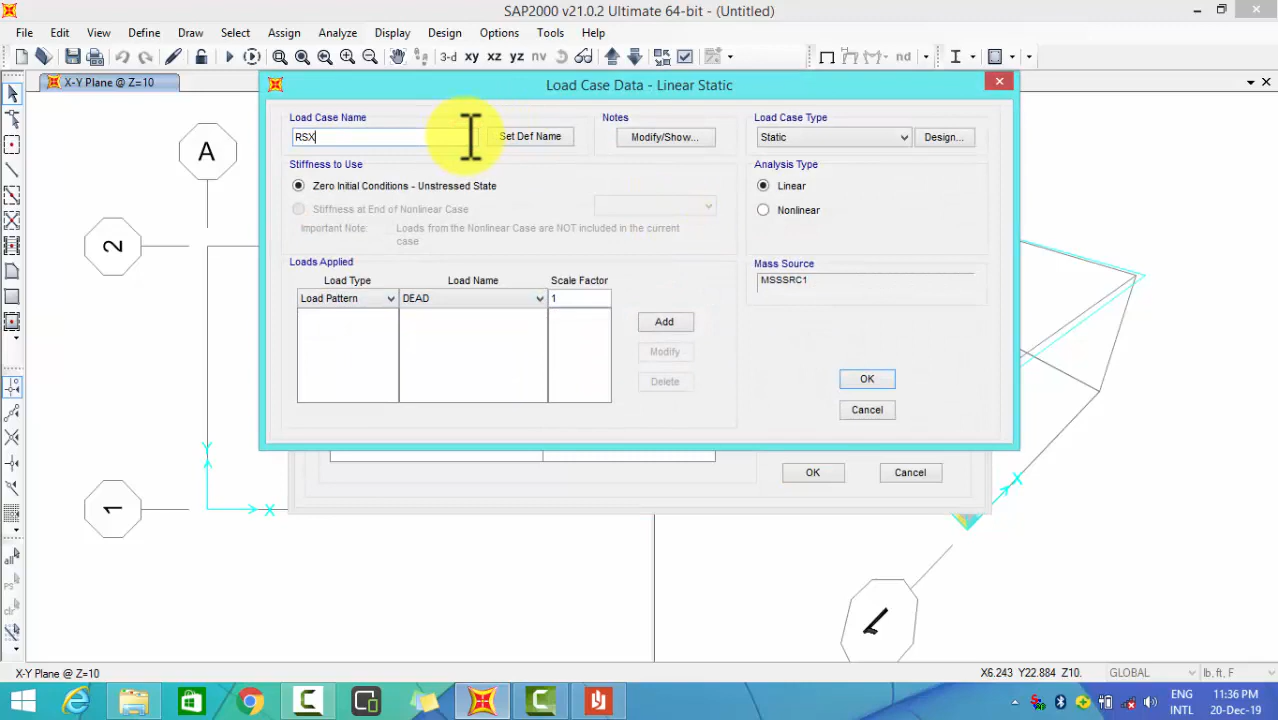 SAP2000 v21.0.2 Ultimate 64-bit - (Untitled)
File Edit View Define Draw Select Assign Analyze Display Design Options Tools Help
3-d xy xz yz nv nd
X-Y Plane @ Z=10
Load Case Data - Linear Static
Load Case Name
RSX
Set Def Name
Notes
Modify/Show...
Load Case Type
Static
Design...
Stiffness to Use
Zero Initial Conditions - Unstressed State
Stiffness at End of Nonlinear Case
Important Note: Loads from the Nonlinear Case are NOT included in the current case
Analysis Type
Linear
Nonlinear
Loads Applied
Load Type Load Name Scale Factor
Load Pattern DEAD 1
Add
Modify
Delete
Mass Source
MSSSRC1
OK
Cancel
OK Cancel
A
2
1
Y
X
X
1
all
PS
clr
X-Y Plane @ Z=10
X6.243 Y22.884 Z10.
GLOBAL
lb, ft, F
ENG
INTL
11:36 PM
20-Dec-19